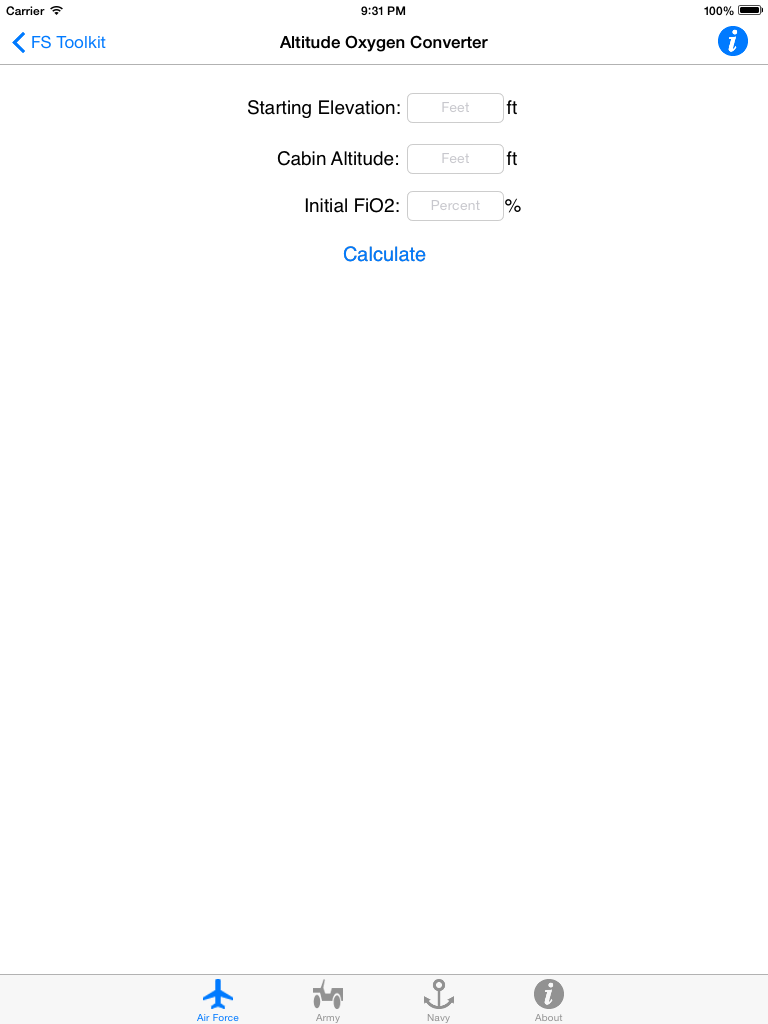 Carrier 9:31 PM 100%
FS Toolkit Altitude Oxygen Converter i
Starting Elevation: Feet ft
Cabin Altitude: Feet ft
Initial FiO2: Percent %
Calculate
Air Force Army Navy About